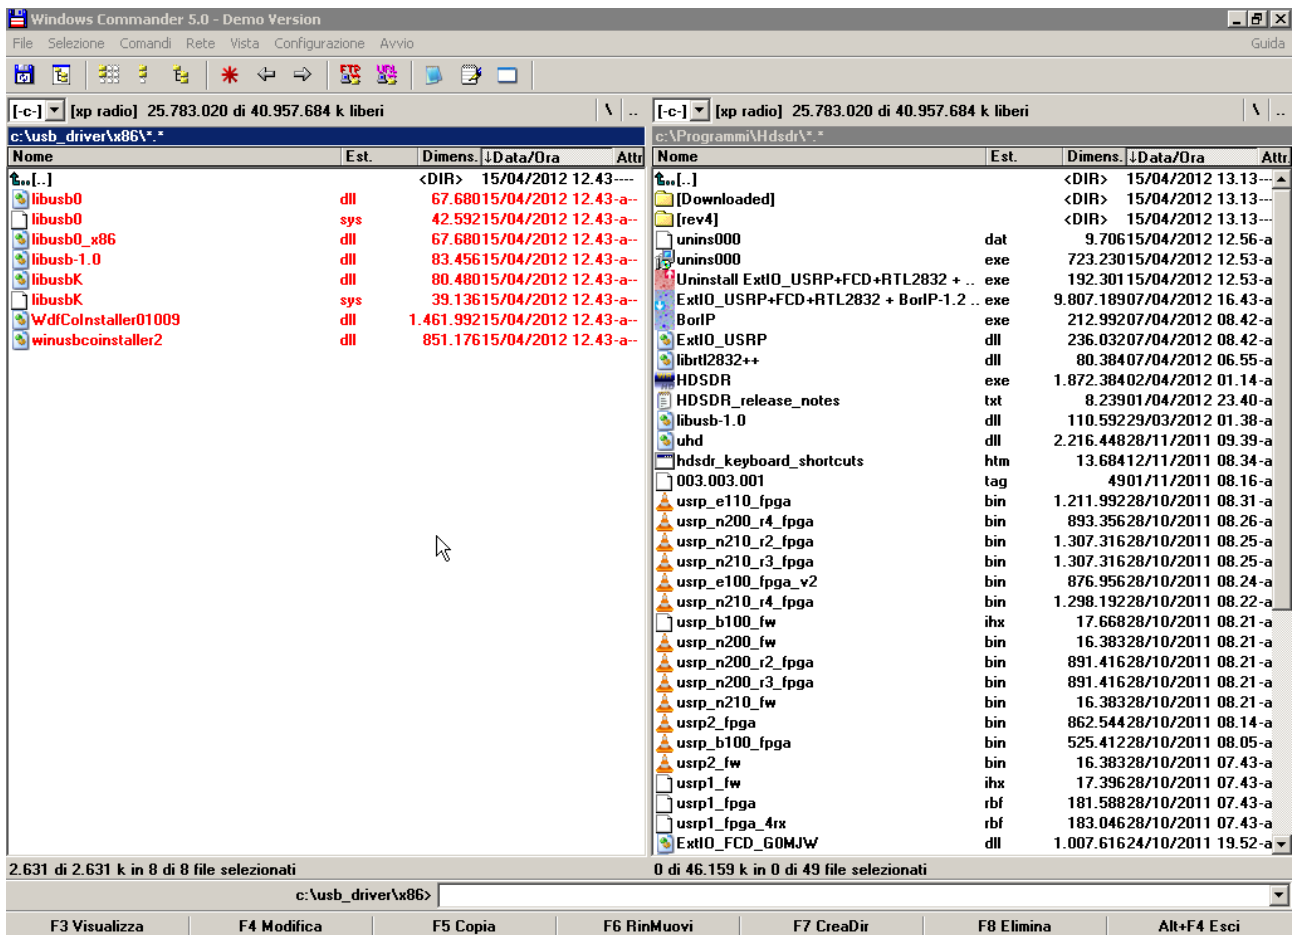 Windows Commander 5.0 - Demo Version
File Selezione Comandi Rete Vista Configurazione Avvio Guida
[-c-] [xp radio] 25.783.020 di 40.957.684 k liberi \ ..
c:\usb_driver\x86\*.*
Nome Est. Dimens. ↓Data/Ora Attr
[..] <DIR> 15/04/2012 12.43 ----
libusb0 dll 67.680 15/04/2012 12.43 -a--
libusb0 sys 42.592 15/04/2012 12.43 -a--
libusb0_x86 dll 67.680 15/04/2012 12.43 -a--
libusb-1.0 dll 83.456 15/04/2012 12.43 -a--
libusbK dll 80.480 15/04/2012 12.43 -a--
libusbK sys 39.136 15/04/2012 12.43 -a--
WdfCoInstaller01009 dll 1.461.992 15/04/2012 12.43 -a--
winusbcoinstaller2 dll 851.176 15/04/2012 12.43 -a--
2.631 di 2.631 k in 8 di 8 file selezionati
[-c-] [xp radio] 25.783.020 di 40.957.684 k liberi \ ..
c:\Programmi\Hdsdr\*.*
Nome Est. Dimens. ↓Data/Ora Attr.
[..] <DIR> 15/04/2012 13.13 ---
[Downloaded] <DIR> 15/04/2012 13.13 ---
[rev4] <DIR> 15/04/2012 13.13 ---
unins000 dat 9.706 15/04/2012 12.56 -a
unins000 exe 723.230 15/04/2012 12.53 -a
Uninstall ExtIO_USRP+FCD+RTL2832 + .. exe 192.301 15/04/2012 12.53 -a
ExtIO_USRP+FCD+RTL2832 + BorIP-1.2 .. exe 9.807.189 07/04/2012 16.43 -a
BorIP exe 212.992 07/04/2012 08.42 -a
ExtIO_USRP dll 236.032 07/04/2012 08.42 -a
librtl2832++ dll 80.384 07/04/2012 06.55 -a
HDSDR exe 1.872.384 02/04/2012 01.14 -a
HDSDR_release_notes txt 8.239 01/04/2012 23.40 -a
libusb-1.0 dll 110.592 29/03/2012 01.38 -a
uhd dll 2.216.448 28/11/2011 09.39 -a
hdsdr_keyboard_shortcuts htm 13.684 12/11/2011 08.34 -a
003.003.001 tag 49 01/11/2011 08.16 -a
usrp_e110_fpga bin 1.211.992 28/10/2011 08.31 -a
usrp_n200_r4_fpga bin 893.356 28/10/2011 08.26 -a
usrp_n210_r2_fpga bin 1.307.316 28/10/2011 08.25 -a
usrp_n210_r3_fpga bin 1.307.316 28/10/2011 08.25 -a
usrp_e100_fpga_v2 bin 876.956 28/10/2011 08.24 -a
usrp_n210_r4_fpga bin 1.298.192 28/10/2011 08.22 -a
usrp_b100_fw ihx 17.668 28/10/2011 08.21 -a
usrp_n200_fw bin 16.383 28/10/2011 08.21 -a
usrp_n200_r2_fpga bin 891.416 28/10/2011 08.21 -a
usrp_n200_r3_fpga bin 891.416 28/10/2011 08.21 -a
usrp_n210_fw bin 16.383 28/10/2011 08.21 -a
usrp2_fpga bin 862.544 28/10/2011 08.14 -a
usrp_b100_fpga bin 525.412 28/10/2011 08.05 -a
usrp2_fw bin 16.383 28/10/2011 07.43 -a
usrp1_fw ihx 17.396 28/10/2011 07.43 -a
usrp1_fpga rbf 181.588 28/10/2011 07.43 -a
usrp1_fpga_4rx rbf 183.046 28/10/2011 07.43 -a
ExtIO_FCD_G0MJW dll 1.007.616 24/10/2011 19.52 -a
0 di 46.159 k in 0 di 49 file selezionati
c:\usb_driver\x86>
F3 Visualizza F4 Modifica F5 Copia F6 RinMuovi F7 CreaDir F8 Elimina Alt+F4 Esci